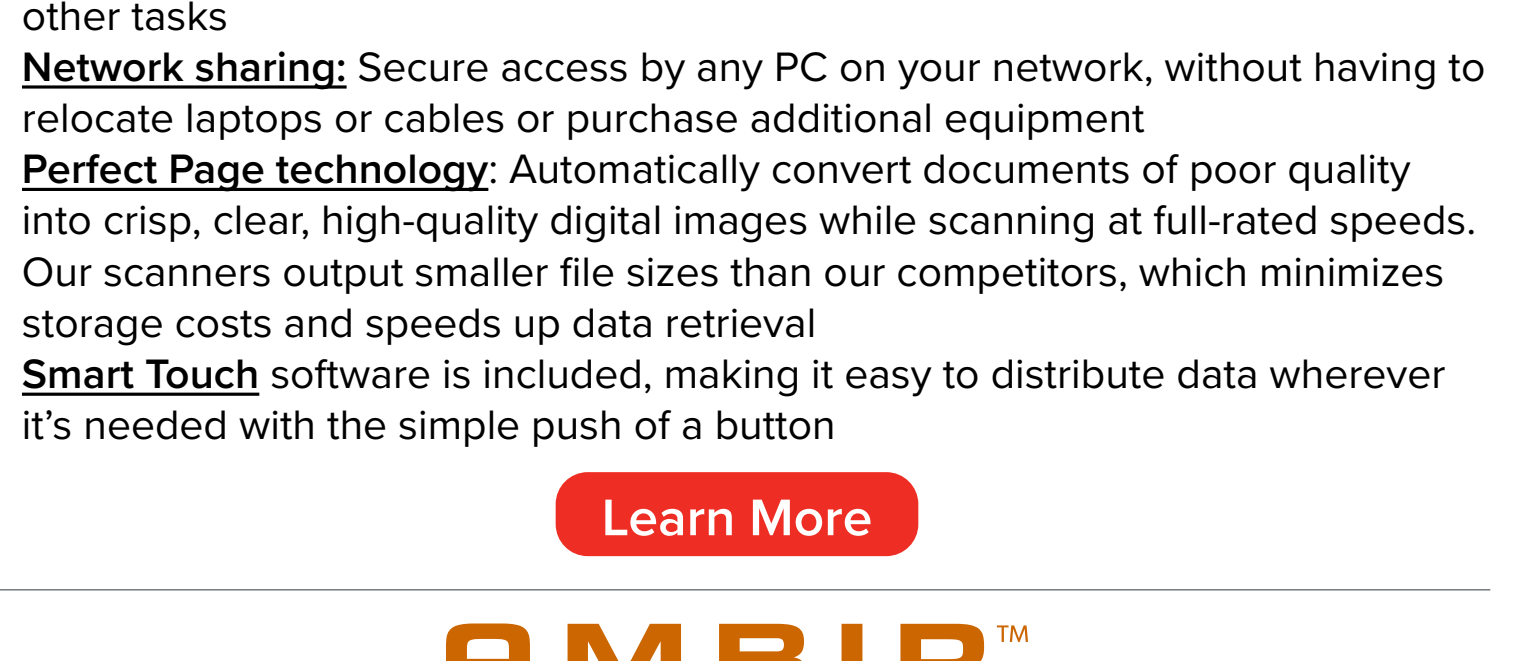 other tasks
Network sharing: Secure access by any PC on your network, without having to
relocate laptops or cables or purchase additional equipment
Perfect Page technology: Automatically convert documents of poor quality
into crisp, clear, high-quality digital images while scanning at full-rated speeds.
Our scanners output smaller file sizes than our competitors, which minimizes
storage costs and speeds up data retrieval
Smart Touch software is included, making it easy to distribute data wherever
it’s needed with the simple push of a button
Learn More
™